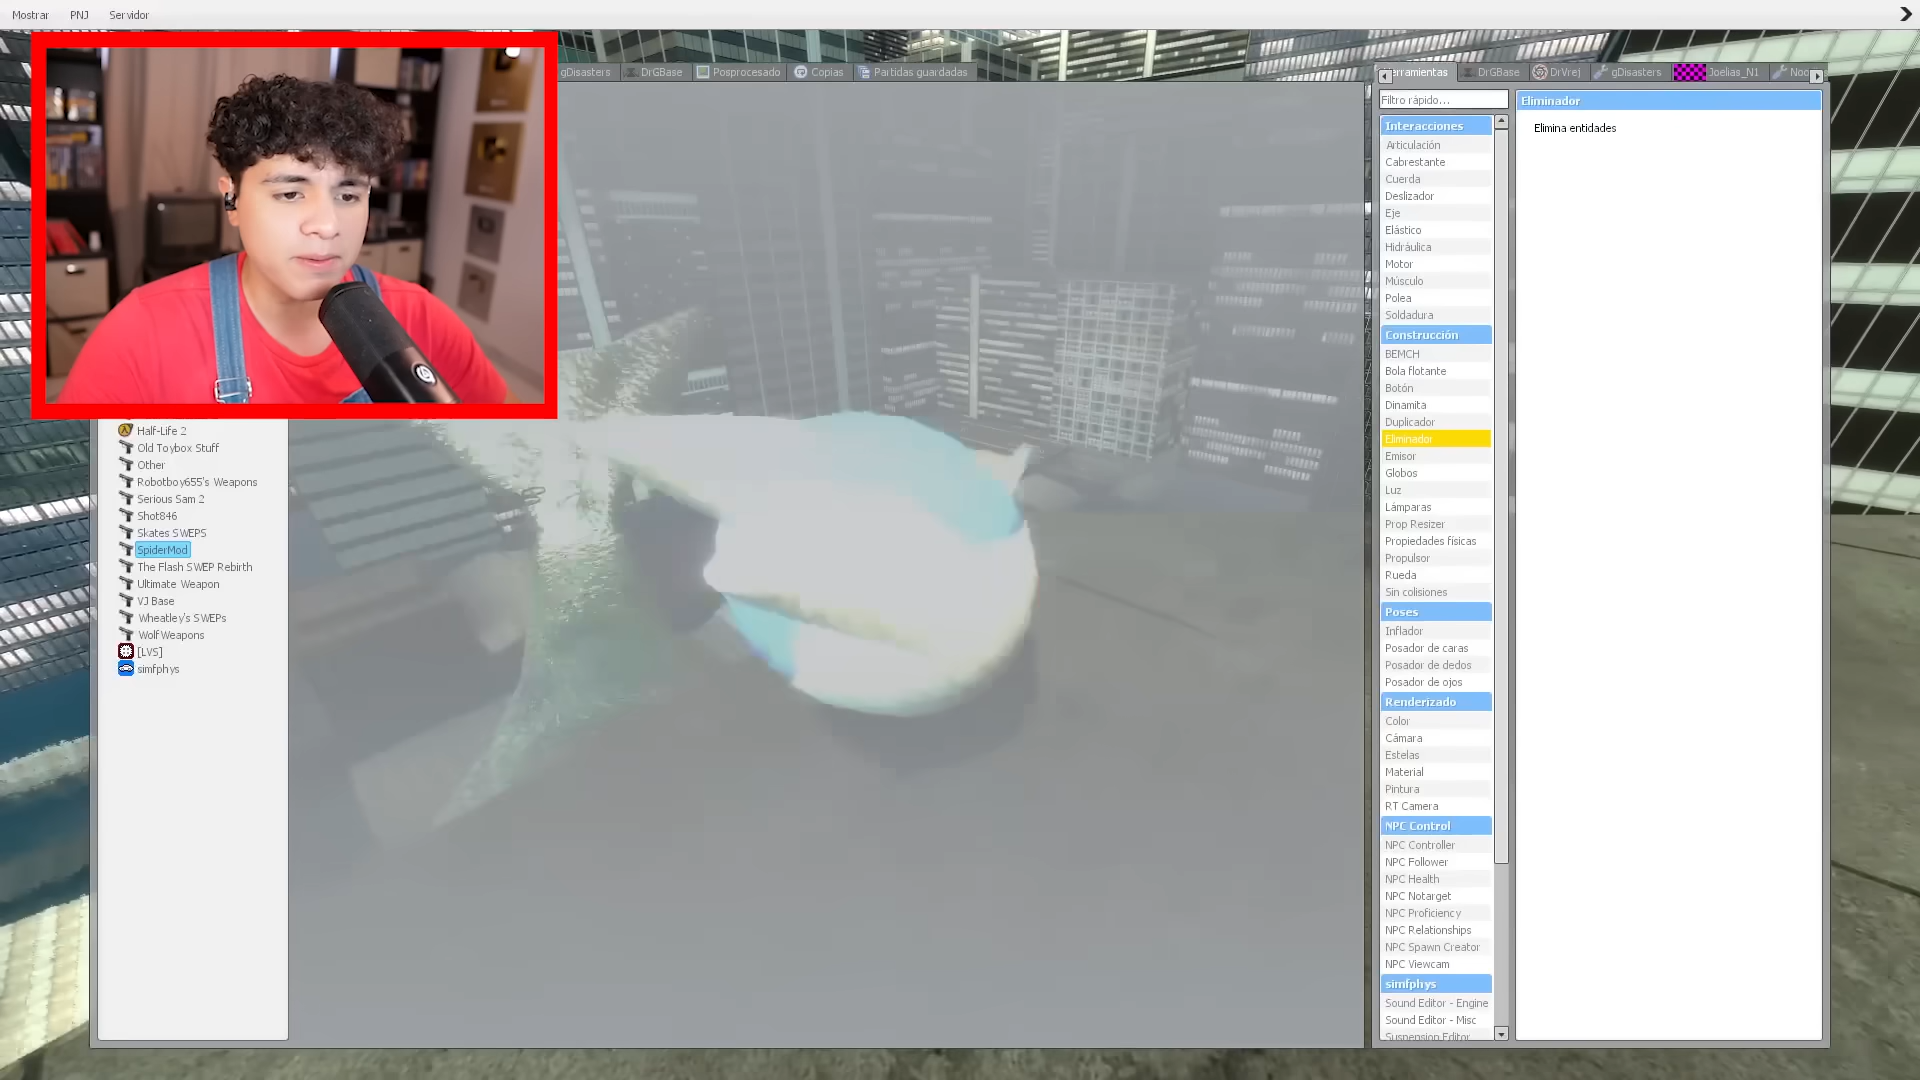 Mostrar PNJ Servidor
gDisasters DrGBase Posprocesado Copias Partidas guardadas
erramientas DrGBase DrVrej gDisasters Joelias_N1
Filtro rápido...
Interacciones
Articulación
Cabrestante
Cuerda
Deslizador
Eje
Elástico
Hidráulica
Motor
Músculo
Polea
Soldadura
Construcción
BEMCH
Bola flotante
Botón
Dinamita
Duplicador
Eliminador
Emisor
Globos
Luz
Lámparas
Prop Resizer
Propiedades físicas
Propulsor
Rueda
Sin colisiones
Poses
Inflador
Posador de caras
Posador de dedos
Posador de ojos
Renderizado
Color
Cámara
Estelas
Material
Pintura
RT Camera
NPC Control
NPC Controller
NPC Follower
NPC Health
NPC Notarget
NPC Proficiency
NPC Relationships
NPC Spawn Creator
NPC Viewcam
simfphys
Sound Editor - Engine
Sound Editor - Misc
Suspension Editor
Eliminador
Elimina entidades
Half-Life 2
Old Toybox Stuff
Other
Robotboy655's Weapons
Serious Sam 2
Shot846
Skates SWEPS
SpiderMod
The Flash SWEP Rebirth
Ultimate Weapon
VJ Base
Wheatley's SWEPs
WolfWeapons
[LVS]
simfphys